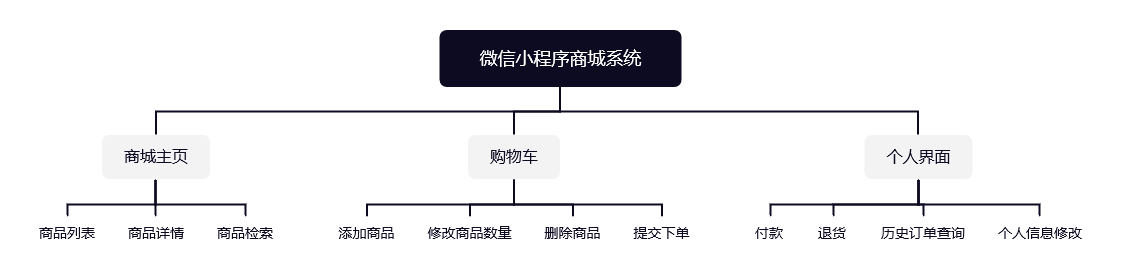 微信小程序商城系统
商城主页
购物车
个人界面
商品列表
商品详情
商品检索
添加商品
修改商品数量
删除商品
提交下单
付款
退货
历史订单查询
个人信息修改